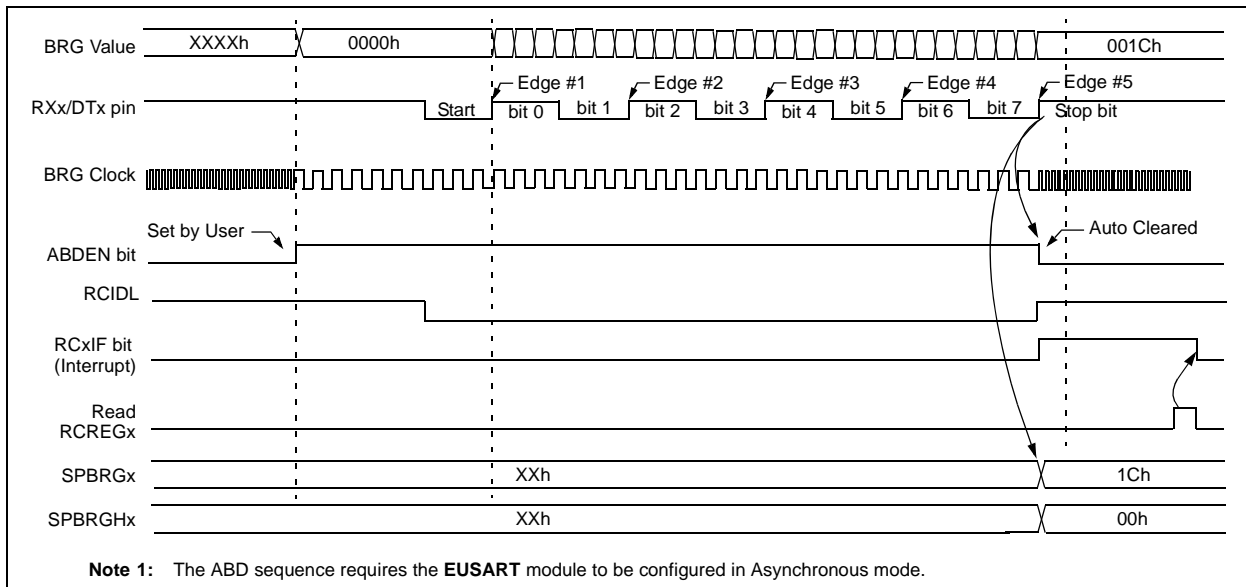 BRG Value
XXXXh
0000h
001Ch
RXx/DTx pin
Start
Edge #1
bit 0
bit 1
Edge #2
bit 2
bit 3
Edge #3
bit 4
bit 5
Edge #4
bit 6
bit 7
Edge #5
Stop bit
BRG Clock
Set by User
ABDEN bit
Auto Cleared
RCIDL
RCxIF bit
(Interrupt)
Read
RCREGx
SPBRGx
XXh
1Ch
SPBRGHx
XXh
00h
Note 1: The ABD sequence requires the EUSART module to be configured in Asynchronous mode.